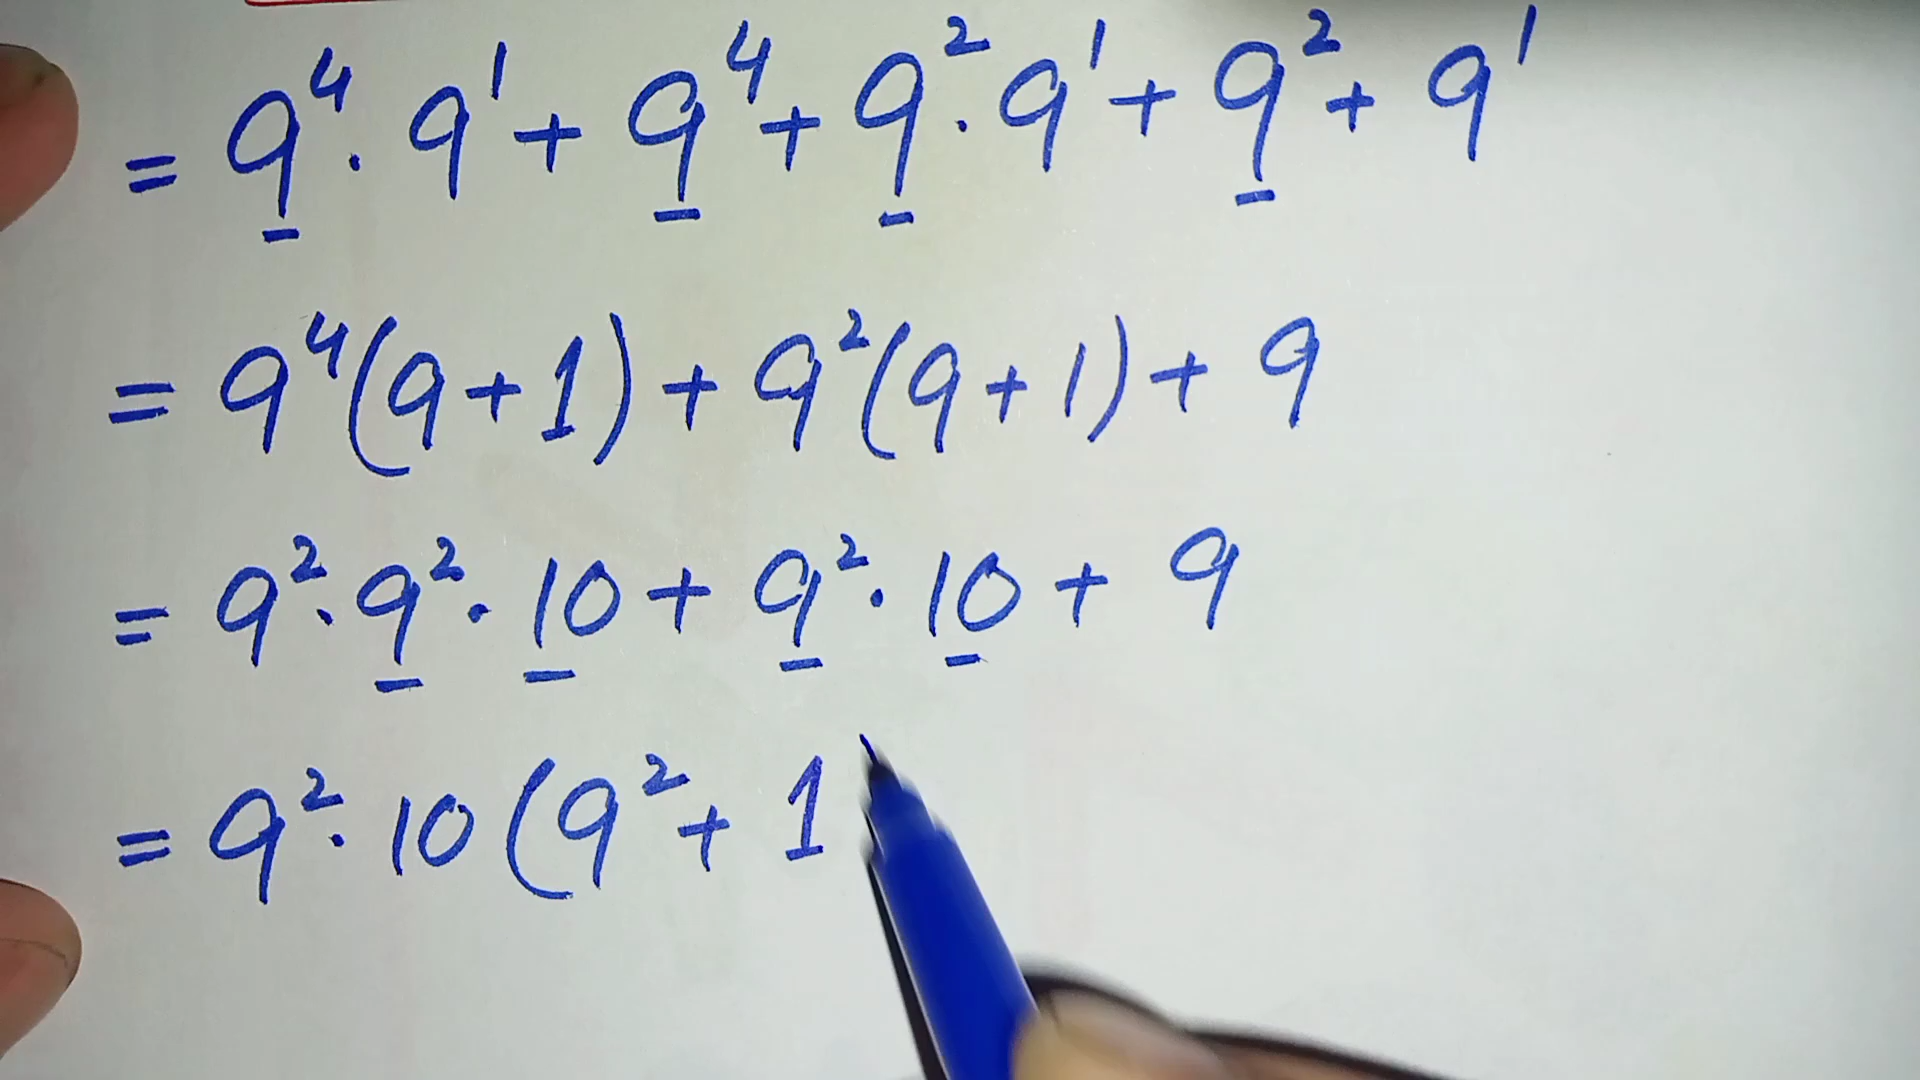 = 9⁴ · 9¹ + 9⁴ + 9² · 9¹ + 9² + 9¹
= 9⁴(9 + 1) + 9²(9 + 1) + 9
= 9² · 9² · 10 + 9² · 10 + 9
= 9² · 10 (9² + 1